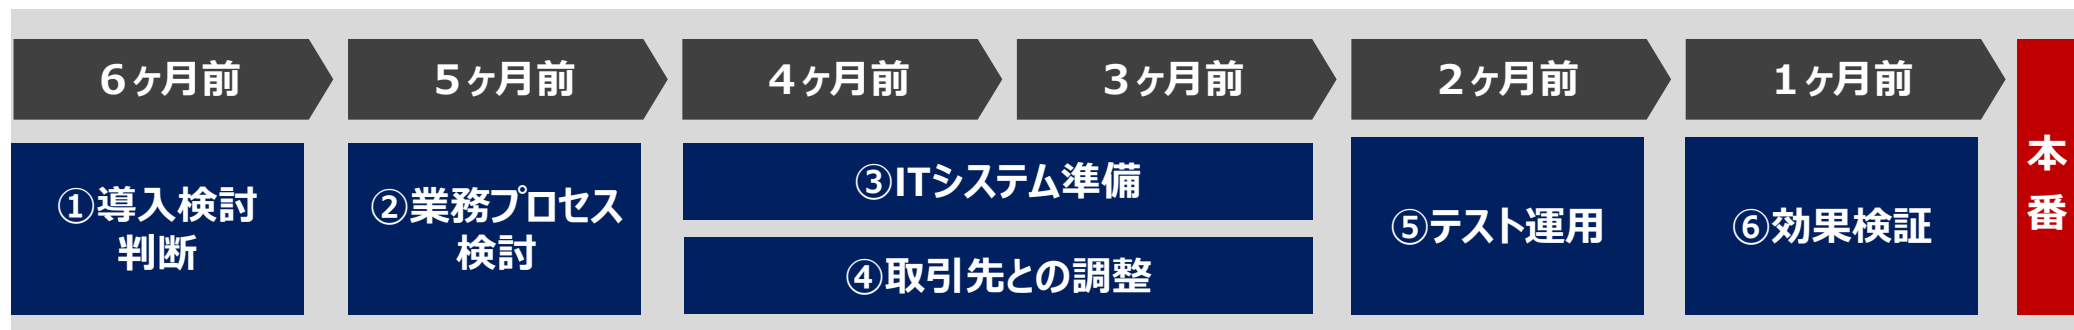 6ヶ月前
5ヶ月前
4ヶ月前
3ヶ月前
2ヶ月前
1ヶ月前
①導入検討
判断
②業務プロセス
検討
③ITシステム準備
④取引先との調整
⑤テスト運用
⑥効果検証
本番